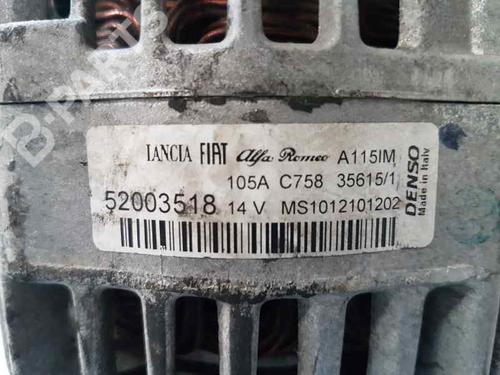 LANCIA FIAT Alfa Romeo A115IM
105A C758 35615/1
52003518 14 V MS1012101202
DENSO
Made in Italy
B-PARTS